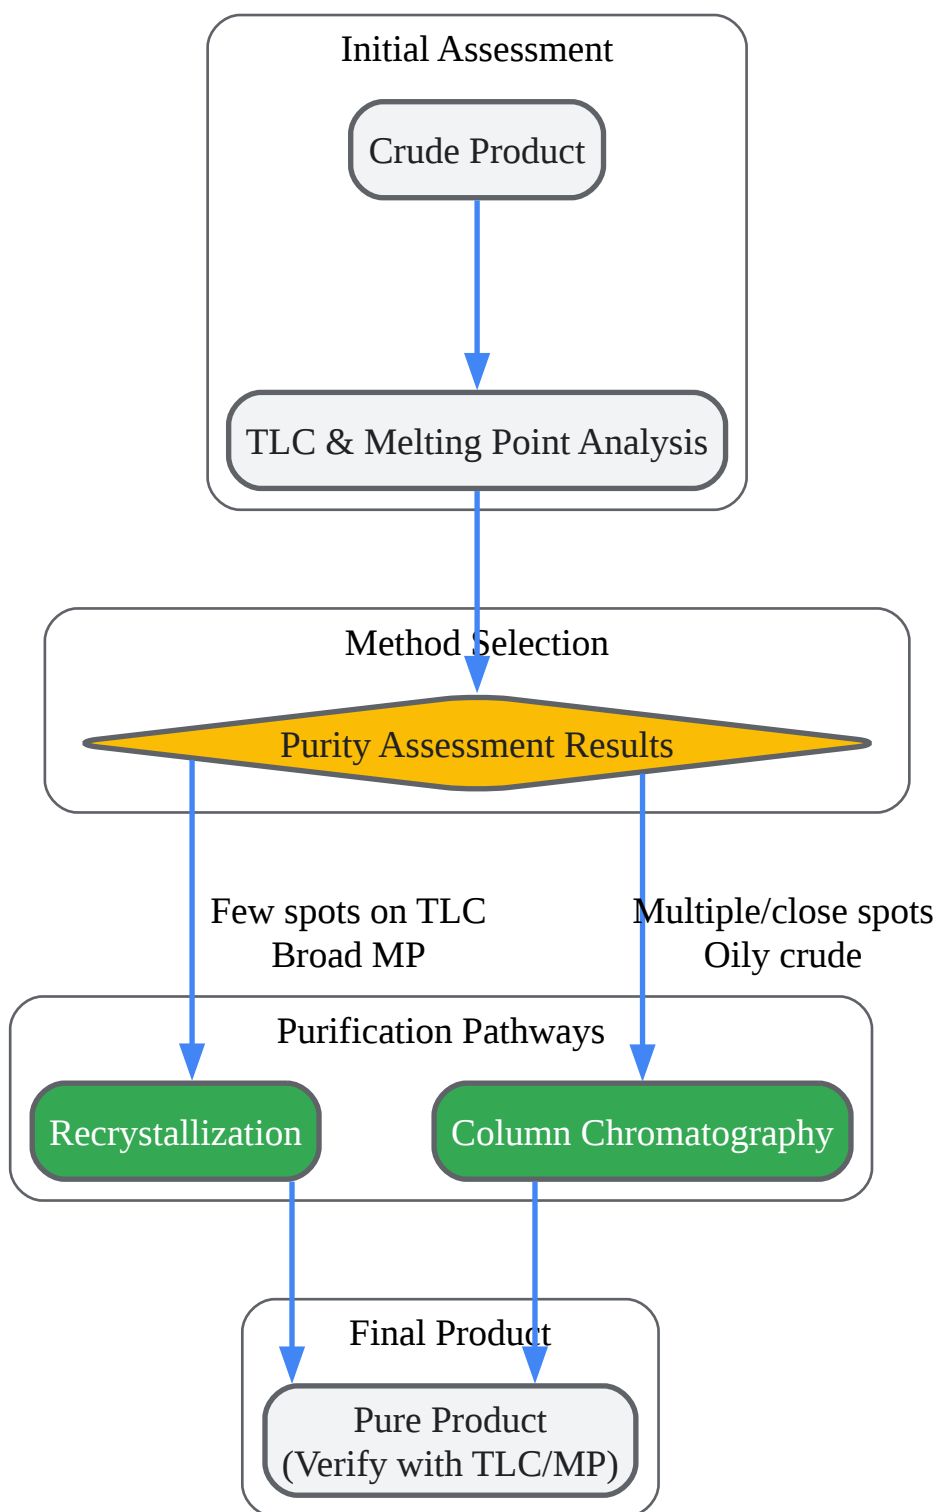 Initial Assessment
Crude Product
TLC & Melting Point Analysis
Method Selection
Purity Assessment Results
Few spots on TLC
Broad MP
Multiple/close spots
Oily crude
Purification Pathways
Recrystallization
Column Chromatography
Final Product
Pure Product
(Verify with TLC/MP)